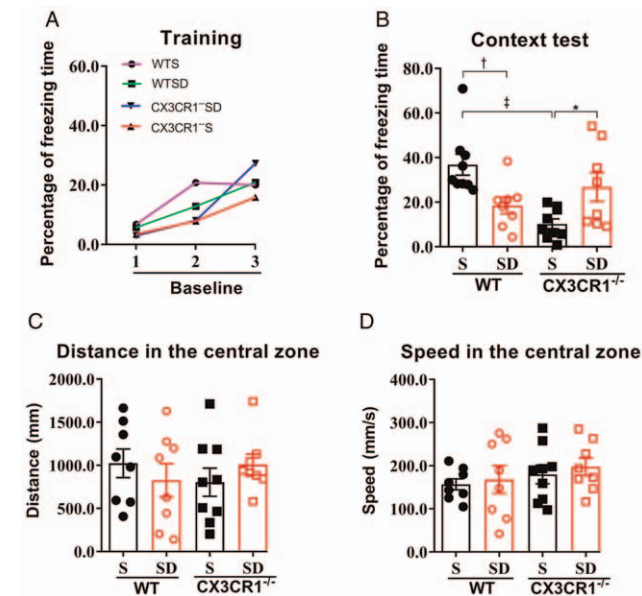 A
Training
Percentage of freezing time
60.0
40.0
20.0
0.0
WTS
WTSD
CX3CR1⁻SD
CX3CR1⁻S
1 2 3
Baseline
B
Context test
Percentage of freezing time
80.0
60.0
40.0
20.0
0.0
†
‡
*
S SD S SD
WT CX3CR1⁻/⁻
C
Distance in the central zone
Distance (mm)
2000.0
1500.0
1000.0
500.0
0.0
S SD S SD
WT CX3CR1⁻/⁻
D
Speed in the central zone
Speed (mm/s)
400.0
300.0
200.0
100.0
0.0
S SD S SD
WT CX3CR1⁻/⁻